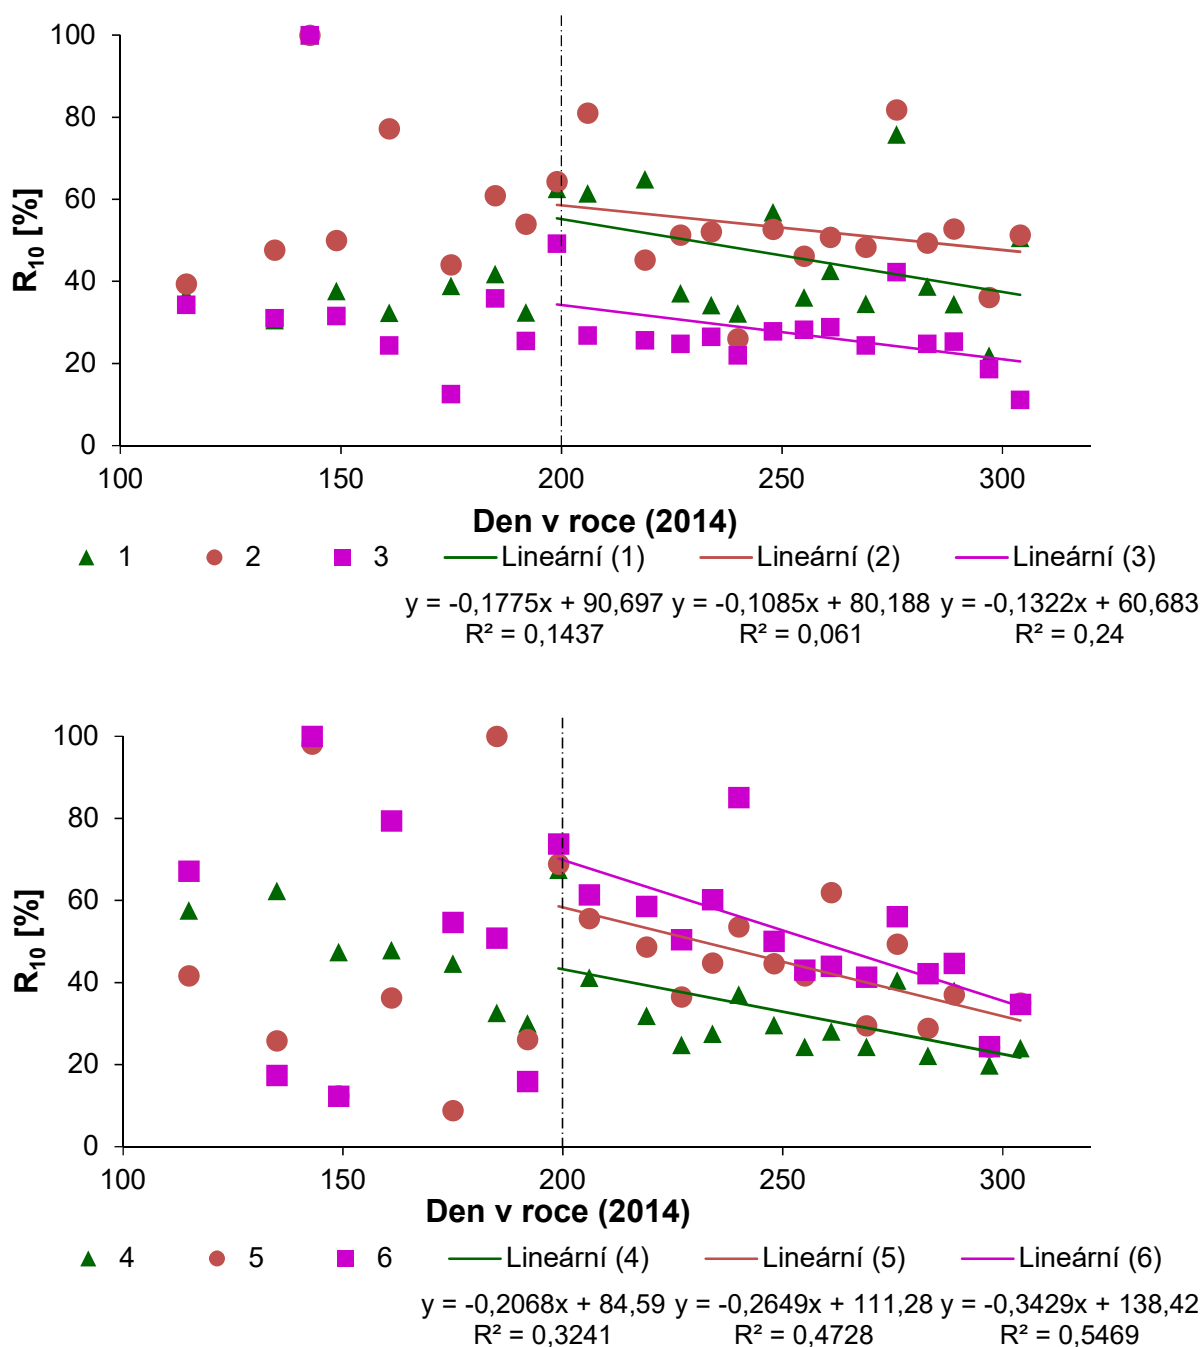 100
80
60
40
20
0
R₁₀ [%]
100 150 200 250 300
Den v roce (2014)
1 2 3 Lineární (1) Lineární (2) Lineární (3)
y = -0,1775x + 90,697 y = -0,1085x + 80,188 y = -0,1322x + 60,683
R² = 0,1437 R² = 0,061 R² = 0,24
100
80
60
40
20
0
R₁₀ [%]
100 150 200 250 300
Den v roce (2014)
4 5 6 Lineární (4) Lineární (5) Lineární (6)
y = -0,2068x + 84,59 y = -0,2649x + 111,28 y = -0,3429x + 138,42
R² = 0,3241 R² = 0,4728 R² = 0,5469